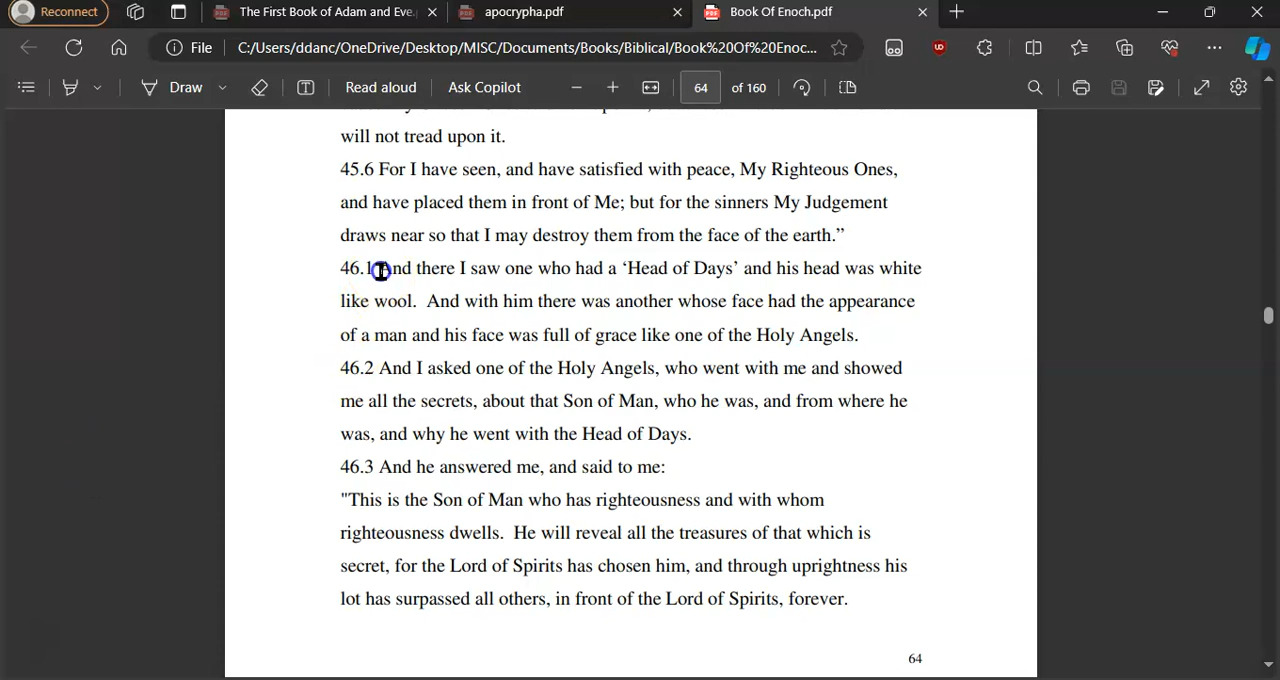 Reconnect
The First Book of Adam and Eve.
apocrypha.pdf
Book Of Enoch.pdf
File
C:/Users/ddanc/OneDrive/Desktop/MISC/Documents/Books/Biblical/Book%20Of%20Enoc...
Draw
Read aloud
Ask Copilot
64
of 160
will not tread upon it.
45.6 For I have seen, and have satisfied with peace, My Righteous Ones,
and have placed them in front of Me; but for the sinners My Judgement
draws near so that I may destroy them from the face of the earth.”
46.1 And there I saw one who had a ‘Head of Days’ and his head was white
like wool.  And with him there was another whose face had the appearance
of a man and his face was full of grace like one of the Holy Angels.
46.2 And I asked one of the Holy Angels, who went with me and showed
me all the secrets, about that Son of Man, who he was, and from where he
was, and why he went with the Head of Days.
46.3 And he answered me, and said to me:
"This is the Son of Man who has righteousness and with whom
righteousness dwells.  He will reveal all the treasures of that which is
secret, for the Lord of Spirits has chosen him, and through uprightness his
lot has surpassed all others, in front of the Lord of Spirits, forever.
64